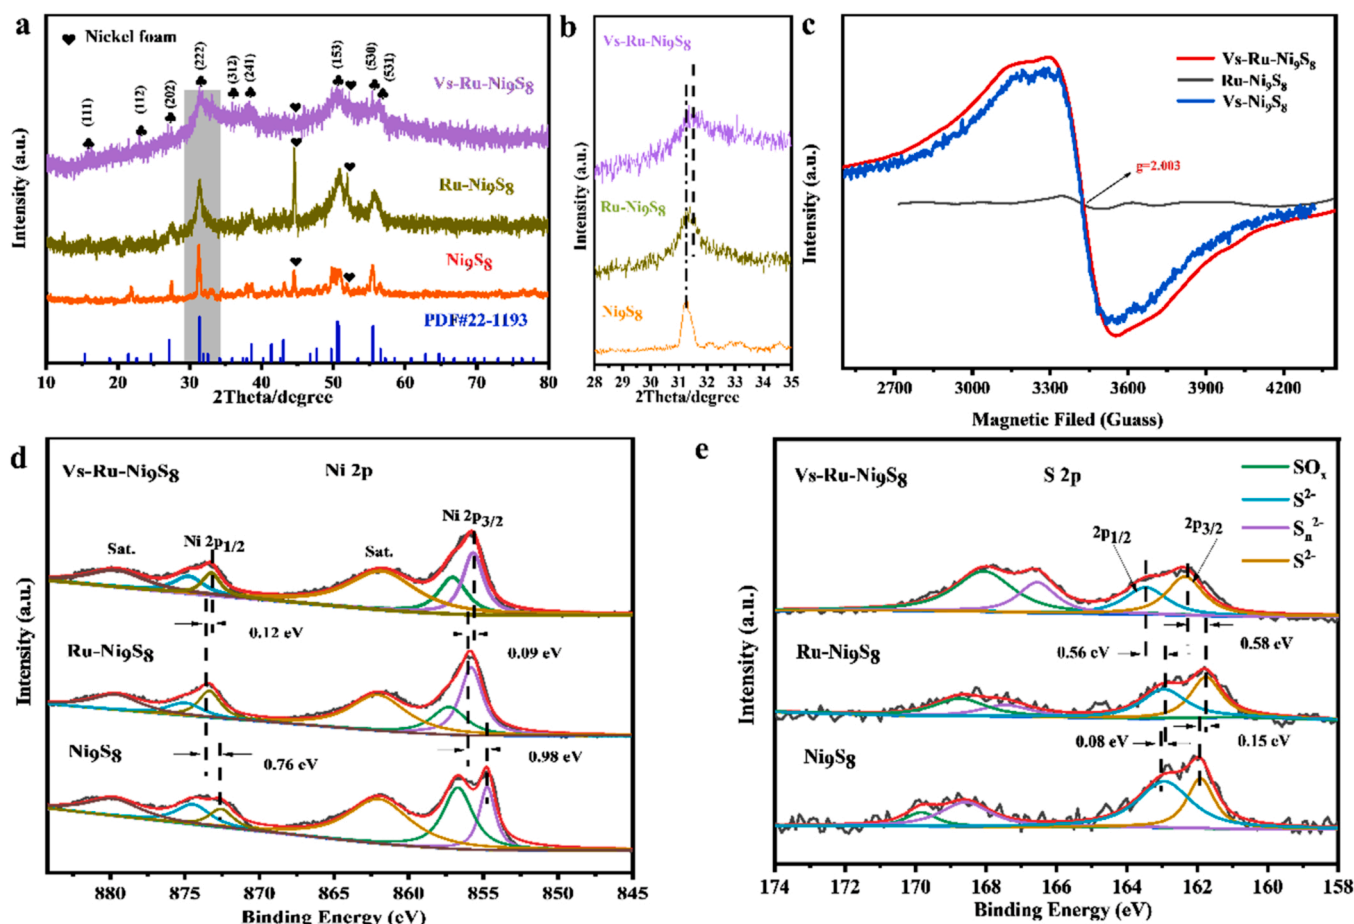 a
♥ Nickel foam
(111)
(112)
(202)
(222)
(312)
(241)
(153)
(530)
(531)
Vs-Ru-Ni9S8
Ru-Ni9S8
Ni9S8
PDF#22-1193
Intensity (a.u.)
10 20 30 40 50 60 70 80
2Theta/degree
b
Vs-Ru-Ni9S8
Ru-Ni9S8
Ni9S8
Intensity (a.u.)
28 29 30 31 32 33 34 35
2Theta/degree
c
Vs-Ru-Ni9S8
Ru-Ni9S8
Vs-Ni9S8
g=2.003
Intensity (a.u.)
2700 3000 3300 3600 3900 4200
Magnetic Filed (Guass)
d
Vs-Ru-Ni9S8 Ni 2p
Ni 2p3/2
Sat. Ni 2p1/2 Sat.
0.12 eV 0.09 eV
Ru-Ni9S8
Ni9S8 0.76 eV 0.98 eV
Intensity (a.u.)
880 875 870 865 860 855 850 845
Binding Energy (eV)
e
Vs-Ru-Ni9S8 S 2p
SOx
S2-
Sn2-
S2-
2p1/2 2p3/2
0.56 eV 0.58 eV
Ru-Ni9S8
0.08 eV 0.15 eV
Ni9S8
Intensity (a.u.)
174 172 170 168 166 164 162 160 158
Binding Energy (eV)